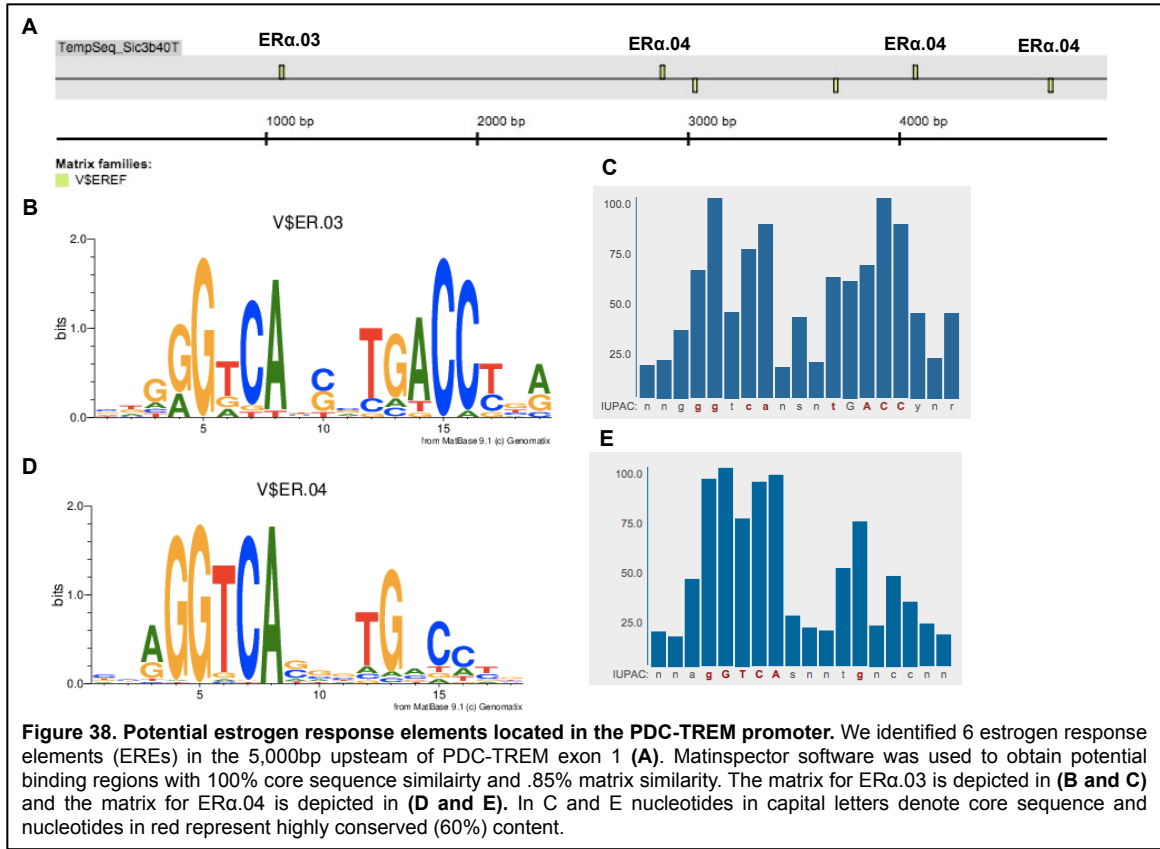 A
TempSeq_Sic3b40T
ERα.03
ERα.04
ERα.04
ERα.04
1000 bp
2000 bp
3000 bp
4000 bp
Matrix families:
V$EREF
B
V$ER.03
2.0
1.0
0.0
bits
5
10
15
from MatBase 9.1 (c) Genomatix
C
100.0
75.0
50.0
25.0
IUPAC: n n g g g t c a n s n t G A C C y n r
D
V$ER.04
2.0
1.0
0.0
bits
5
10
15
from MatBase 9.1 (c) Genomatix
E
100.0
75.0
50.0
25.0
IUPAC: n n a g G T C A s n n t g n c c n n
Figure 38. Potential estrogen response elements located in the PDC-TREM promoter. We identified 6 estrogen response
elements (EREs) in the 5,000bp upsteam of PDC-TREM exon 1 (A). Matinspector software was used to obtain potential
binding regions with 100% core sequence similairty and .85% matrix similarity. The matrix for ERα.03 is depicted in (B and C)
and the matrix for ERα.04 is depicted in (D and E). In C and E nucleotides in capital letters denote core sequence and
nucleotides in red represent highly conserved (60%) content.